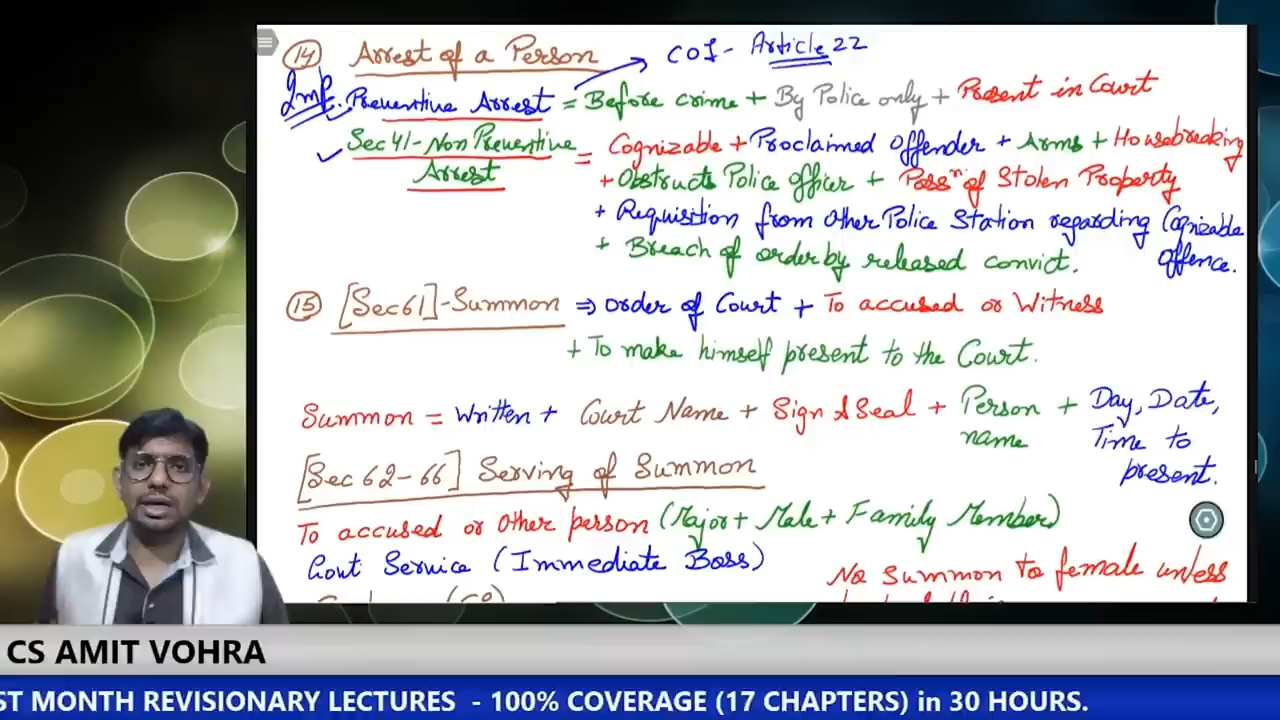 14 Arrest of a Person
COI - Article 22
Imp. Preventive Arrest = Before crime + By Police only + Present in Court
Sec 41 - Non Preventive Arrest = Cognizable + Proclaimed Offender + Arms + Housebreaking
+ Obstructs Police Officer + Possn of Stolen Property
+ Requisition from other Police Station regarding Cognizable offence.
+ Breach of order by released convict.
15 [Sec 61] - Summon ⇒ Order of Court + To accused or Witness
+ To make himself present to the Court.
Summon = Written + Court Name + Sign & Seal + Person name + Day, Date, Time to present.
[Sec 62-66] Serving of Summon
To accused or Other person (Major + Male + Family Member)
Govt Service (Immediate Boss)
No Summon to female unless
CS AMIT VOHRA
ST MONTH REVISIONARY LECTURES - 100% COVERAGE (17 CHAPTERS) in 30 HOURS.